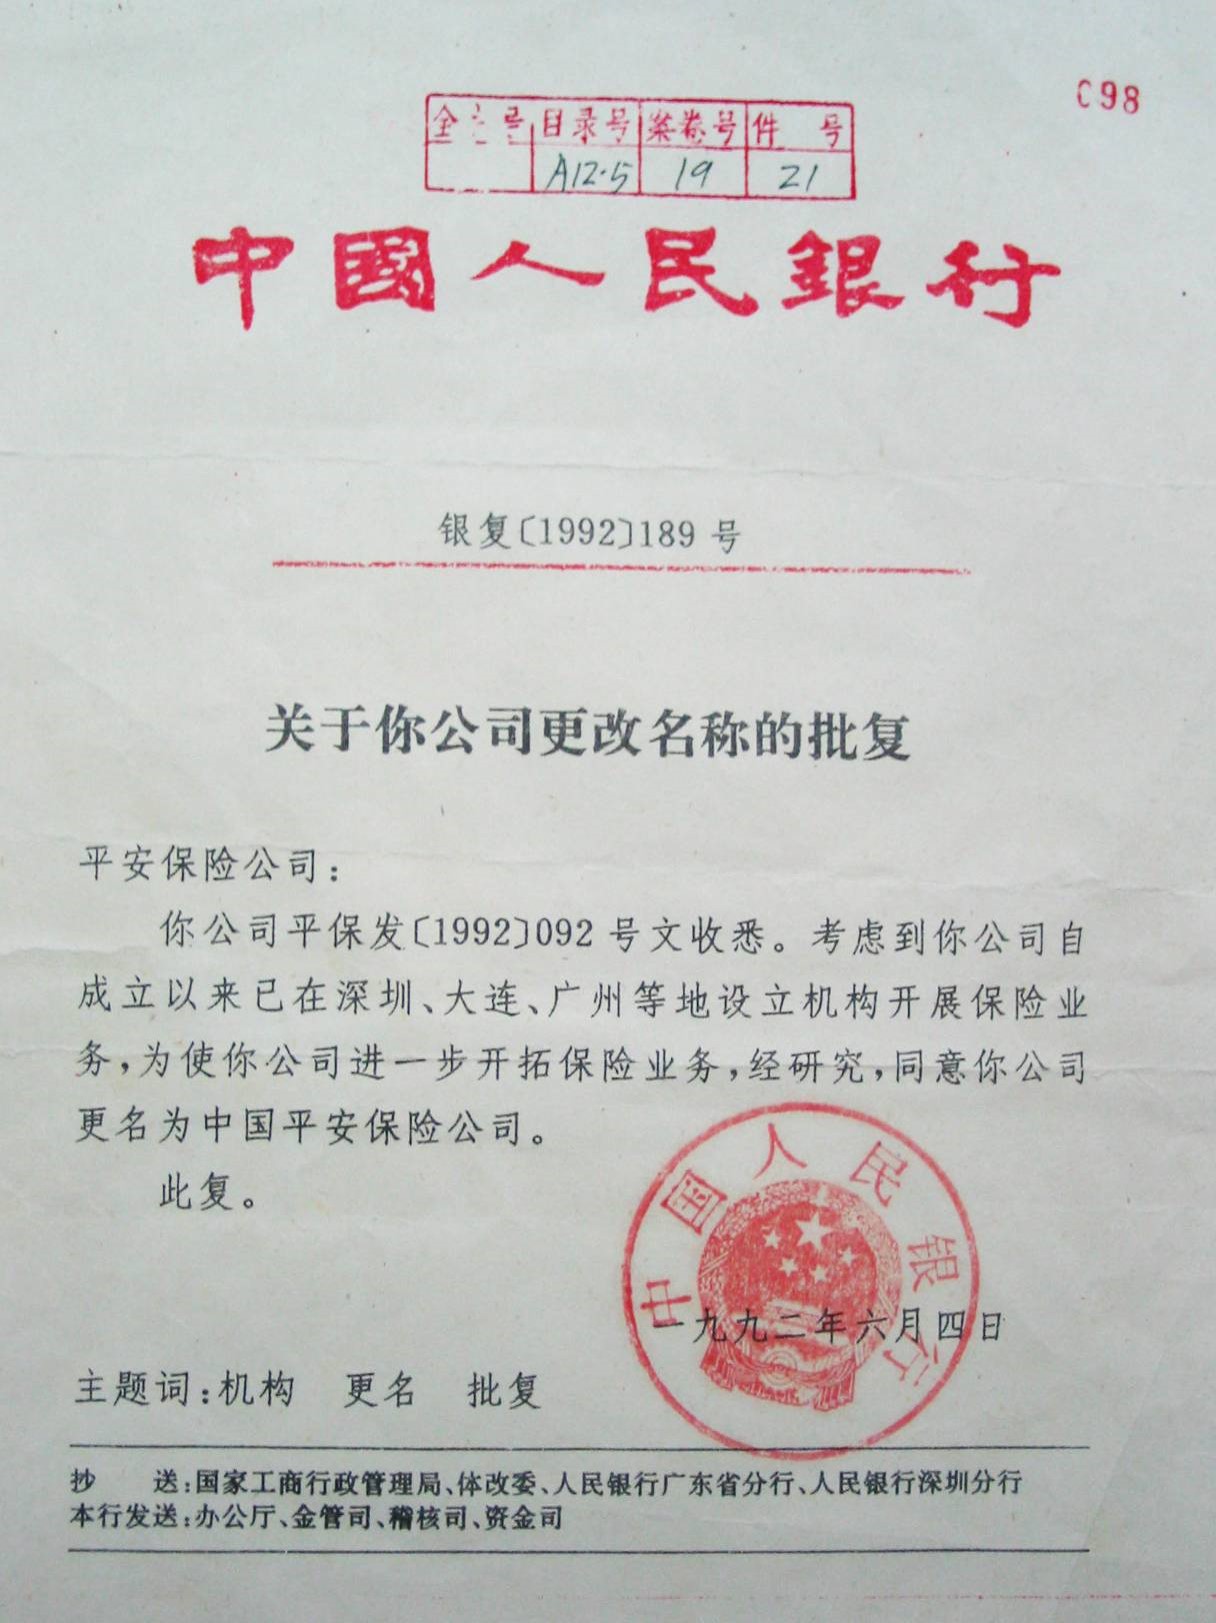 C98
全宗号 目录号 案卷号 件 号
A12·5 19 21
中國人民銀行
银复〔1992〕189号
关于你公司更改名称的批复
平安保险公司：
你公司平保发〔1992〕092号文收悉。考虑到你公司自
成立以来已在深圳、大连、广州等地设立机构开展保险业
务，为使你公司进一步开拓保险业务，经研究，同意你公司
更名为中国平安保险公司。
此复。
中国人民银行
一九九二年六月四日
主题词：机构 更名 批复
抄 送：国家工商行政管理局、体改委、人民银行广东省分行、人民银行深圳分行
本行发送：办公厅、金管司、稽核司、资金司